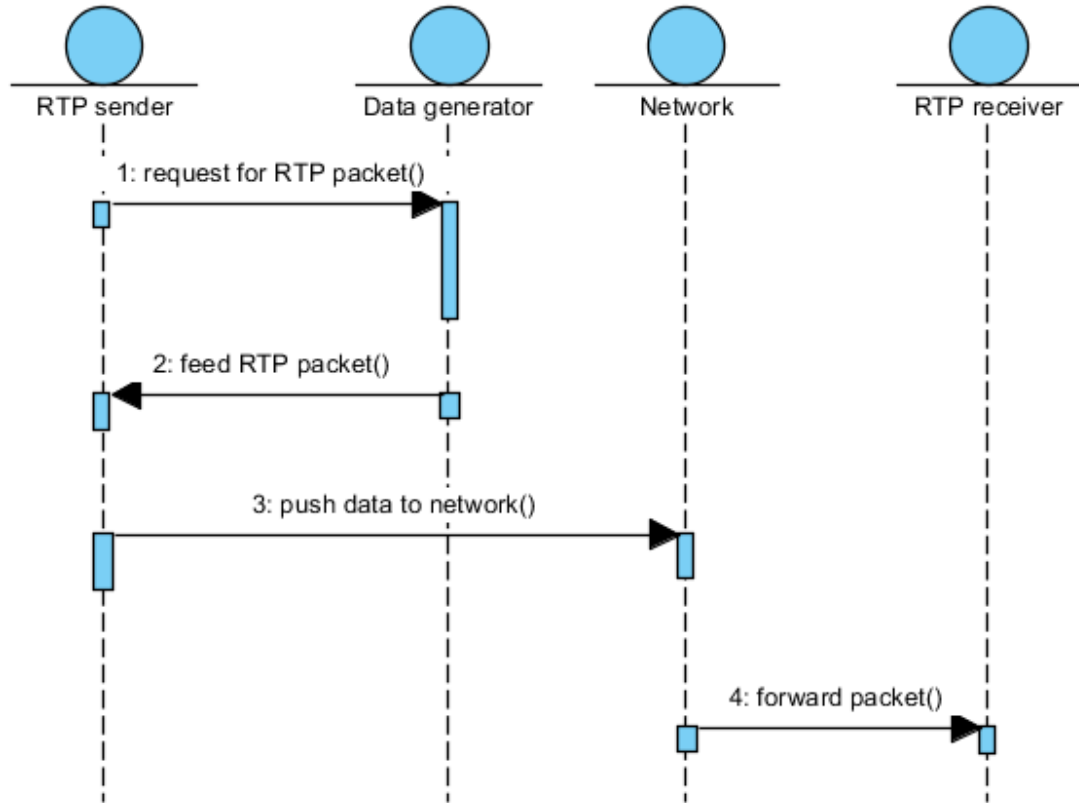 RTP sender
Data generator
Network
RTP receiver
1: request for RTP packet()
2: feed RTP packet()
3: push data to network()
4: forward packet()